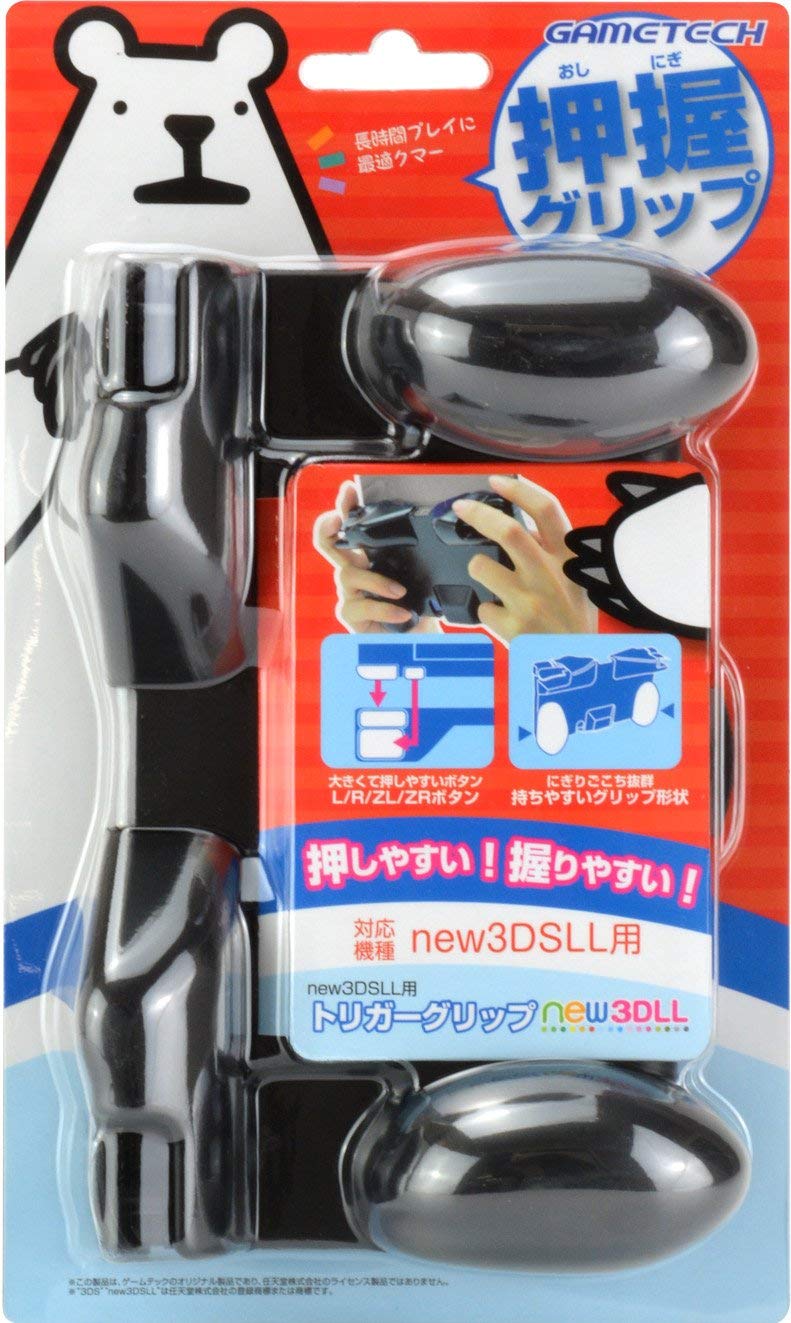 GAMETECH
おし にぎ
押握
グリップ
長時間プレイに
最適クマー
大きくて押しやすいボタン
L/R/ZL/ZRボタン
にぎりごこち抜群
持ちやすいグリップ形状
押しやすい！握りやすい！
対応
機種 new3DSLL用
new3DSLL用
トリガーグリップnew3DLL
※この製品は、ゲームテックのオリジナル製品であり、任天堂株式会社のライセンス製品ではありません。
※"3DS" "new3DSLL"は任天堂株式会社の登録商標または商標です。